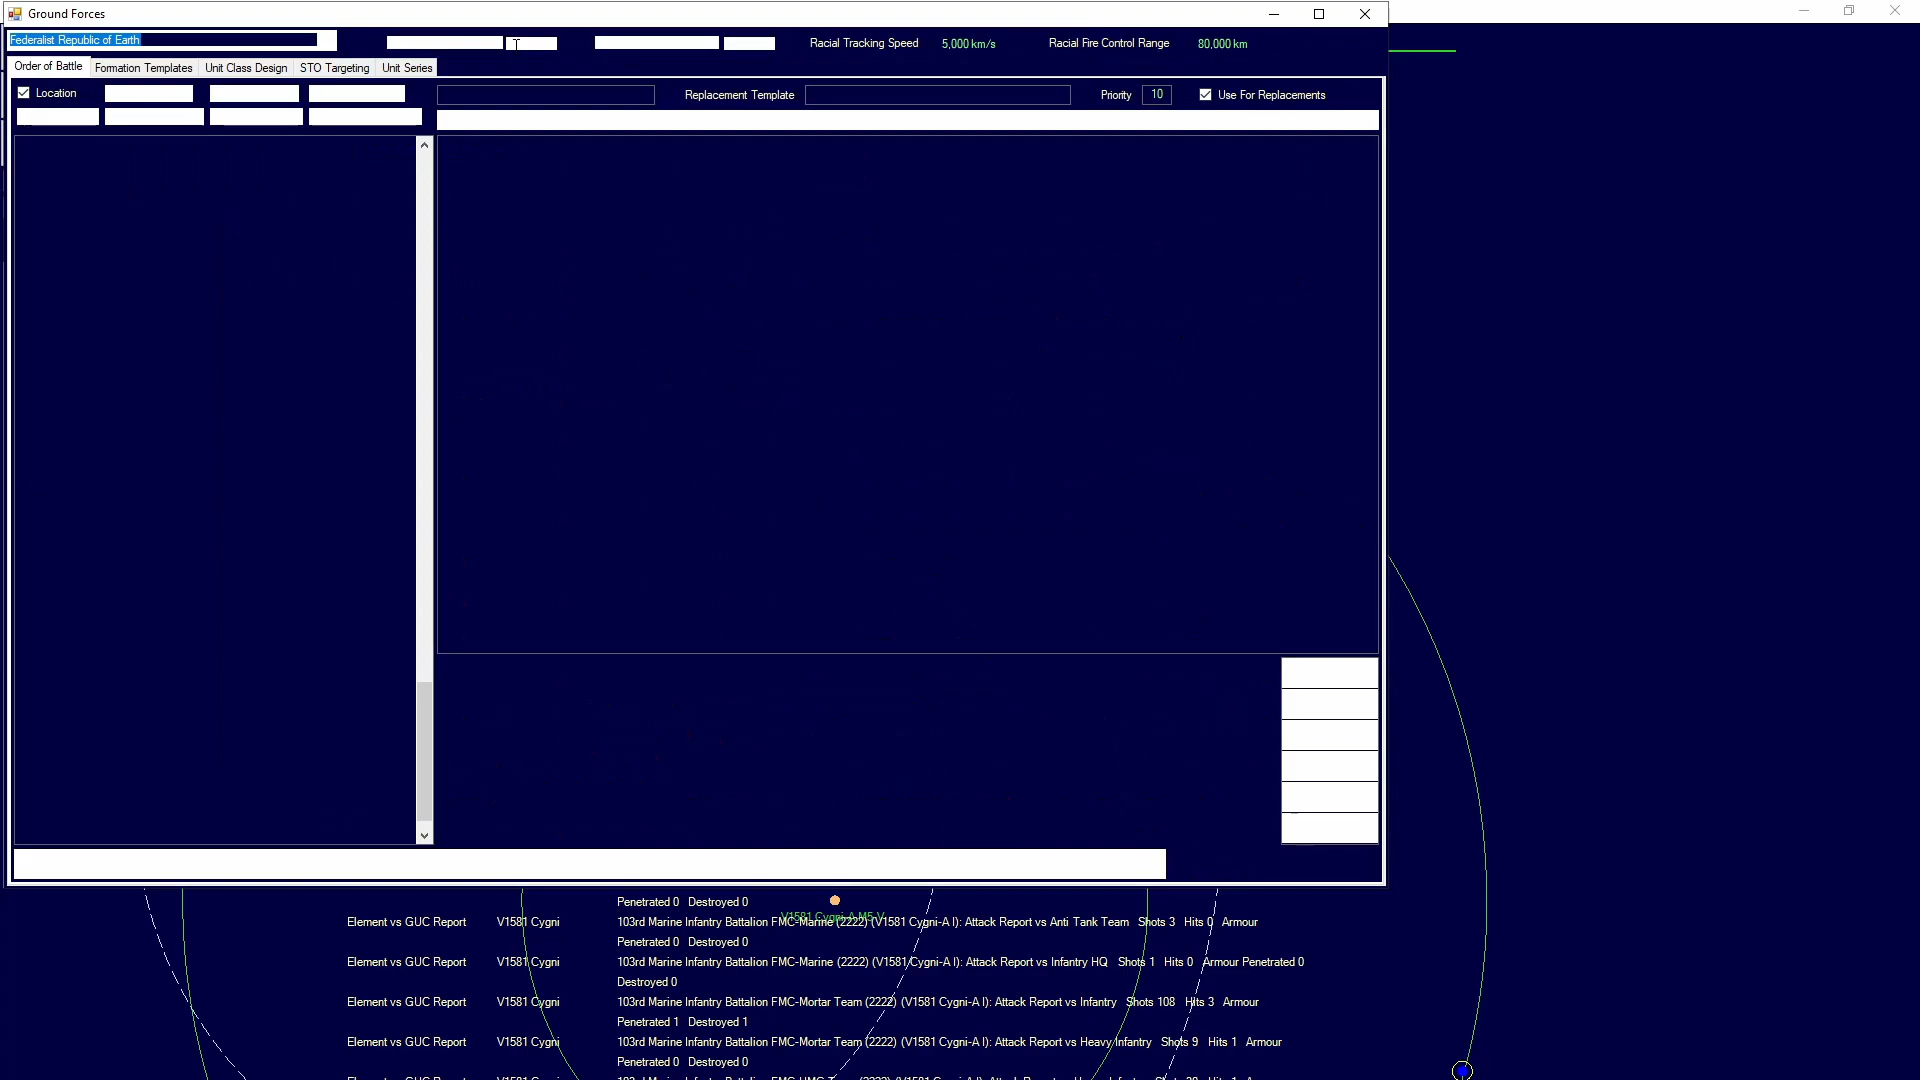 Ground Forces
Federalist Republic of Earth
Racial Tracking Speed 5,000 km/s Racial Fire Control Range 80,000 km
Order of Battle Formation Templates Unit Class Design STO Targeting Unit Series
Location Replacement Template Priority 10 Use For Replacements
Penetrated 0 Destroyed 0
V1581 Cygni-A M5-V
Element vs GUC Report V1581 Cygni 103rd Marine Infantry Battalion FMC-Marine (2222) (V1581 Cygni-A I): Attack Report vs Anti Tank Team Shots 3 Hits 0 Armour
Penetrated 0 Destroyed 0
Element vs GUC Report V1581 Cygni 103rd Marine Infantry Battalion FMC-Marine (2222) (V1581 Cygni-A I): Attack Report vs Infantry HQ Shots 1 Hits 0 Armour Penetrated 0
Destroyed 0
Element vs GUC Report V1581 Cygni 103rd Marine Infantry Battalion FMC-Mortar Team (2222) (V1581 Cygni-A I): Attack Report vs Infantry Shots 108 Hits 3 Armour
Penetrated 1 Destroyed 1
Element vs GUC Report V1581 Cygni 103rd Marine Infantry Battalion FMC-Mortar Team (2222) (V1581 Cygni-A I): Attack Report vs Heavy Infantry Shots 9 Hits 1 Armour
Penetrated 0 Destroyed 0